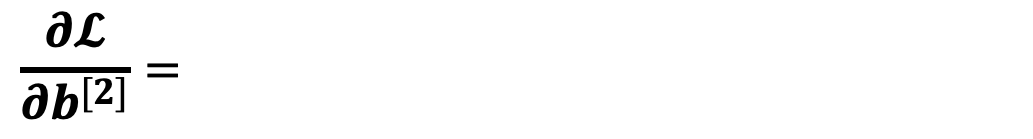 ∂ℒ/∂b^[2] =